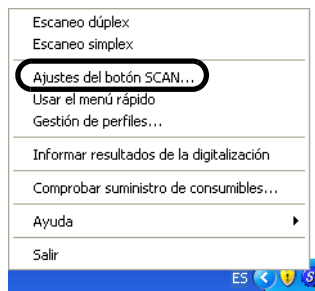 Escaneo dúplex
Escaneo simplex
Ajustes del botón SCAN...
Usar el menú rápido
Gestión de perfiles...
Informar resultados de la digitalización
Comprobar suministro de consumibles...
Ayuda
Salir
ES
S